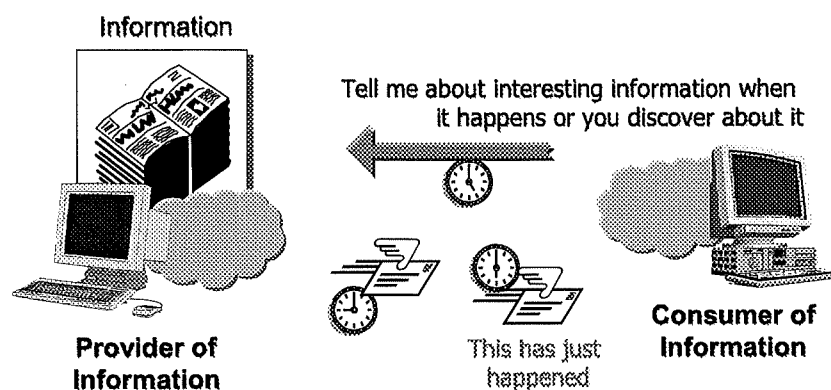 Information
Tell me about interesting information when
it happens or you discover about it
Provider of
Information
This has just
happened
Consumer of
Information